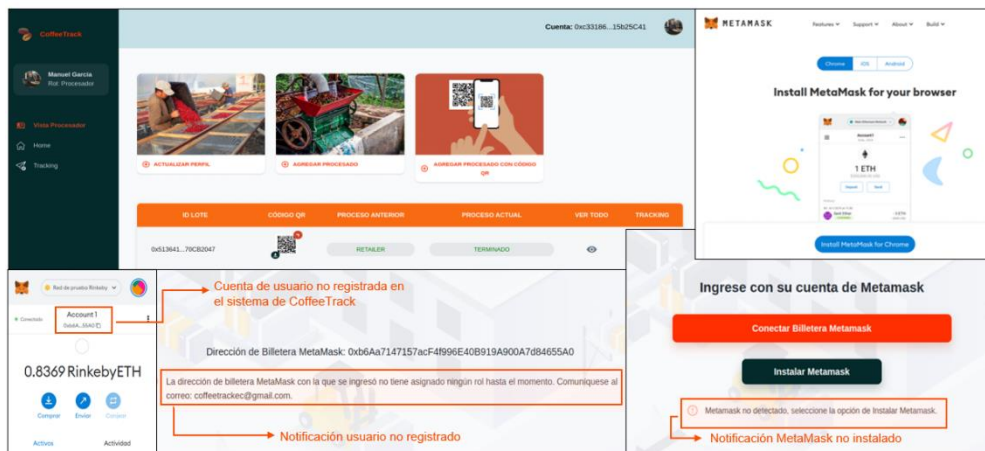 CoffeeTrack
Cuenta: 0xc33186...15b25C41
Manuel García
Rol: Procesador
Vista Procesador
Home
Tracking
ACTUALIZAR PERFIL
AGREGAR PROCESADO
AGREGAR PROCESADO CON CÓDIGO
QR
ID LOTE CÓDIGO QR PROCESO ANTERIOR PROCESO ACTUAL VER TODO TRACKING
0x513641...70CB2047 RETAILER TERMINADO
METAMASK Features Support About Build
Chrome iOS Android
Install MetaMask for your browser
1 ETH
Install MetaMask for Chrome
Red de prueba Rinkeby
Conectado
Account 1
0.8369 RinkebyETH
Comprar Enviar Canjear
Activos Actividad
Cuenta de usuario no registrada en
el sistema de CoffeeTrack
Dirección de Billetera MetaMask: 0xb6Aa7147157acF4f996E40B919A900A7d84655A0
La dirección de billetera MetaMask con la que se ingresó no tiene asignado ningún rol hasta el momento. Comuníquese al
correo: coffeetrackec@gmail.com.
Notificación usuario no registrado
Ingrese con su cuenta de Metamask
Conectar Billetera Metamask
Instalar Metamask
Metamask no detectado, seleccione la opción de Instalar Metamask.
Notificación MetaMask no instalado